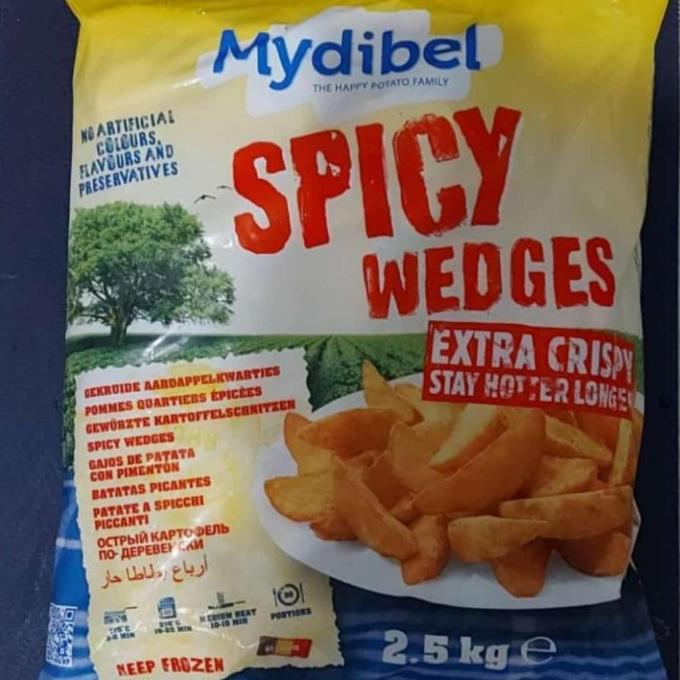 Mydibel
THE HAPPY POTATO FAMILY
NO ARTIFICIAL
COLOURS,
FLAVOURS AND
PRESERVATIVES
SPICY
WEDGES
EXTRA CRISPY
STAY HOTTER LONGER
GEKRUIDE AARDAPPELKWARTJES
POMMES QUARTIERS ÉPICÉES
GEWÜRZTE KARTOFFELSCHNITZEN
SPICY WEDGES
GAJOS DE PATATA
CON PIMENTÓN
BATATAS PICANTES
PATATE A SPICCHI
PICCANTI
ОСТРЫЙ КАРТОФЕЛЬ
ПО- ДЕРЕВЕНСКИ
أرباع بطاطا حار
MEDIUM HEAT
PORTIONS
KEEP FROZEN
2.5 kg e